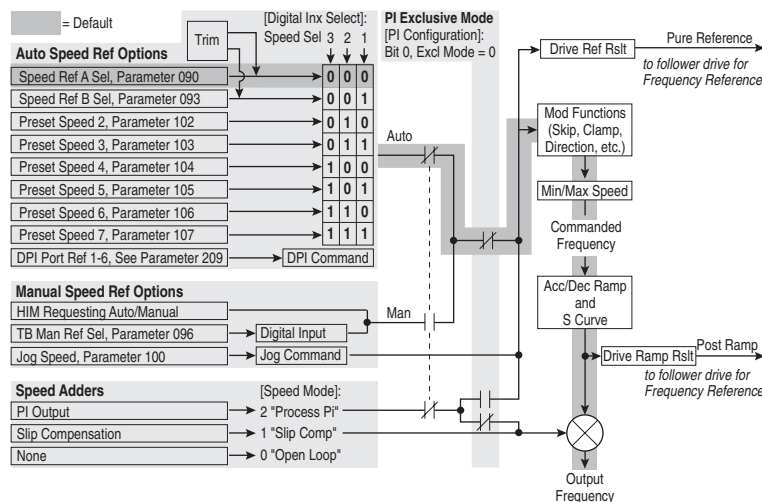 = Default
[Digital Inx Select]:
Speed Sel 3 2 1
PI Exclusive Mode
[PI Configuration]:
Bit 0, Excl Mode = 0
Trim
Auto Speed Ref Options
Speed Ref A Sel, Parameter 090 0 0 0
Speed Ref B Sel, Parameter 093 0 0 1
Preset Speed 2, Parameter 102 0 1 0
Preset Speed 3, Parameter 103 0 1 1
Preset Speed 4, Parameter 104 1 0 0
Preset Speed 5, Parameter 105 1 0 1
Preset Speed 6, Parameter 106 1 1 0
Preset Speed 7, Parameter 107 1 1 1
DPI Port Ref 1-6, See Parameter 209 DPI Command
Auto
Drive Ref Rslt
Pure Reference
to follower drive for
Frequency Reference
Mod Functions
(Skip, Clamp,
Direction, etc.)
Min/Max Speed
Commanded
Frequency
Acc/Dec Ramp
and
S Curve
Manual Speed Ref Options
HIM Requesting Auto/Manual
TB Man Ref Sel, Parameter 096 Digital Input
Jog Speed, Parameter 100 Jog Command
Man
Drive Ramp Rslt
Post Ramp
to follower drive for
Frequency Reference
Speed Adders
[Speed Mode]:
PI Output 2 "Process Pi"
Slip Compensation 1 "Slip Comp"
None 0 "Open Loop"
Output
Frequency